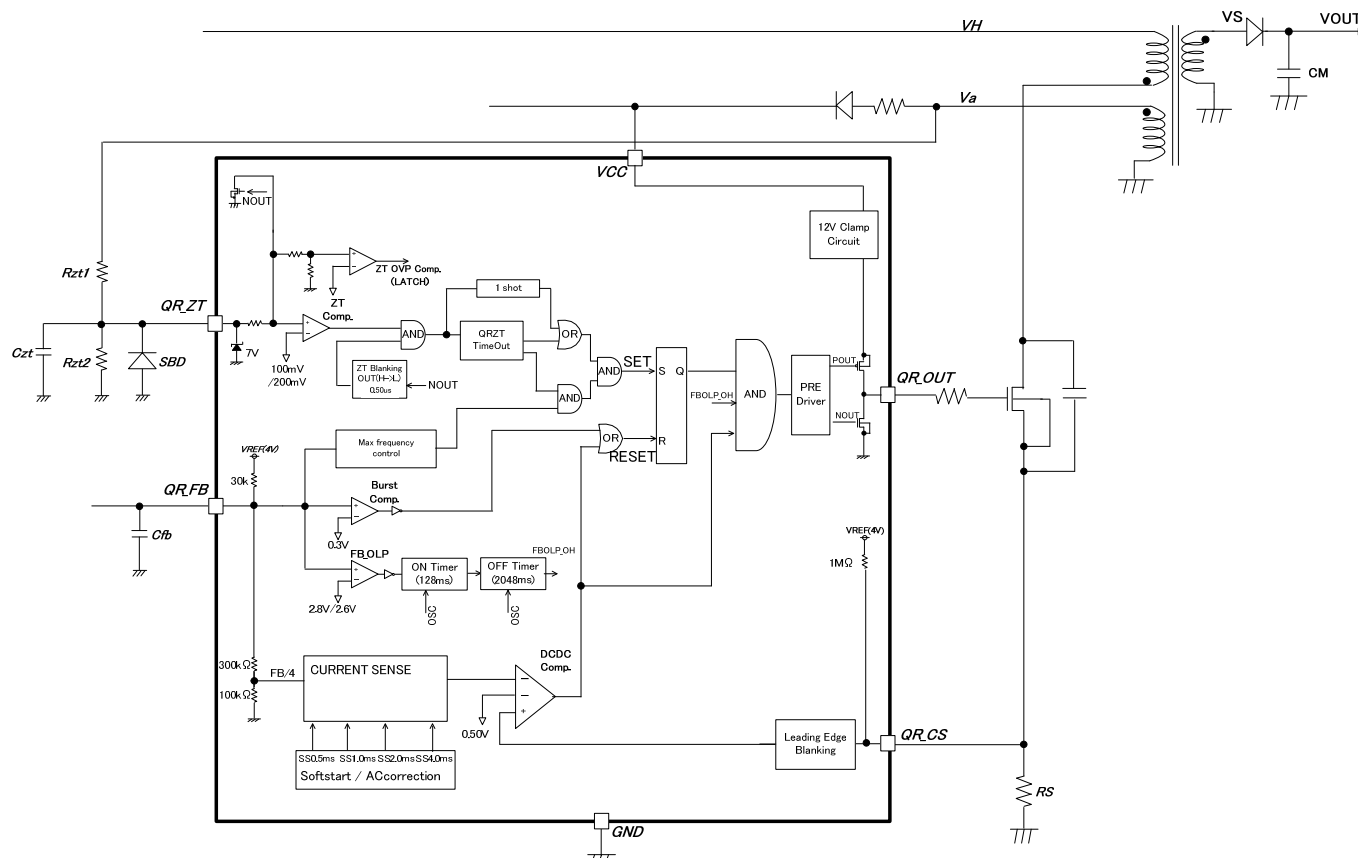 VH
VS
VOUT
CM
Va
VCC
NOUT
12V Clamp
Circuit
ZT OVP Comp.
(LATCH)
Rzt1
1 shot
ZT
Comp.
QR_ZT
AND
QRZT
TimeOut
OR
Czt
Rzt2
SBD
7V
100mV
/200mV
ZT Blanking
OUT(H->L)
0.50us
NOUT
AND
SET
S
Q
AND
FBOLP_OH
AND
PRE
Driver
POUT
NOUT
QR_OUT
Max frequency
control
OR
R
RESET
VREF(4V)
30k
QR_FB
Cfb
Burst
Comp.
0.3V
FB_OLP
2.8V/2.6V
ON Timer
(128ms)
OFF Timer
(2048ms)
FBOLP_OH
OSC
OSC
VREF(4V)
1MΩ
300kΩ
FB/4
100kΩ
CURRENT SENSE
DCDC
Comp.
0.50V
Leading Edge
Blanking
QR_CS
SS0.5ms
SS1.0ms
SS2.0ms
SS4.0ms
Softstart / AC correction
RS
GND